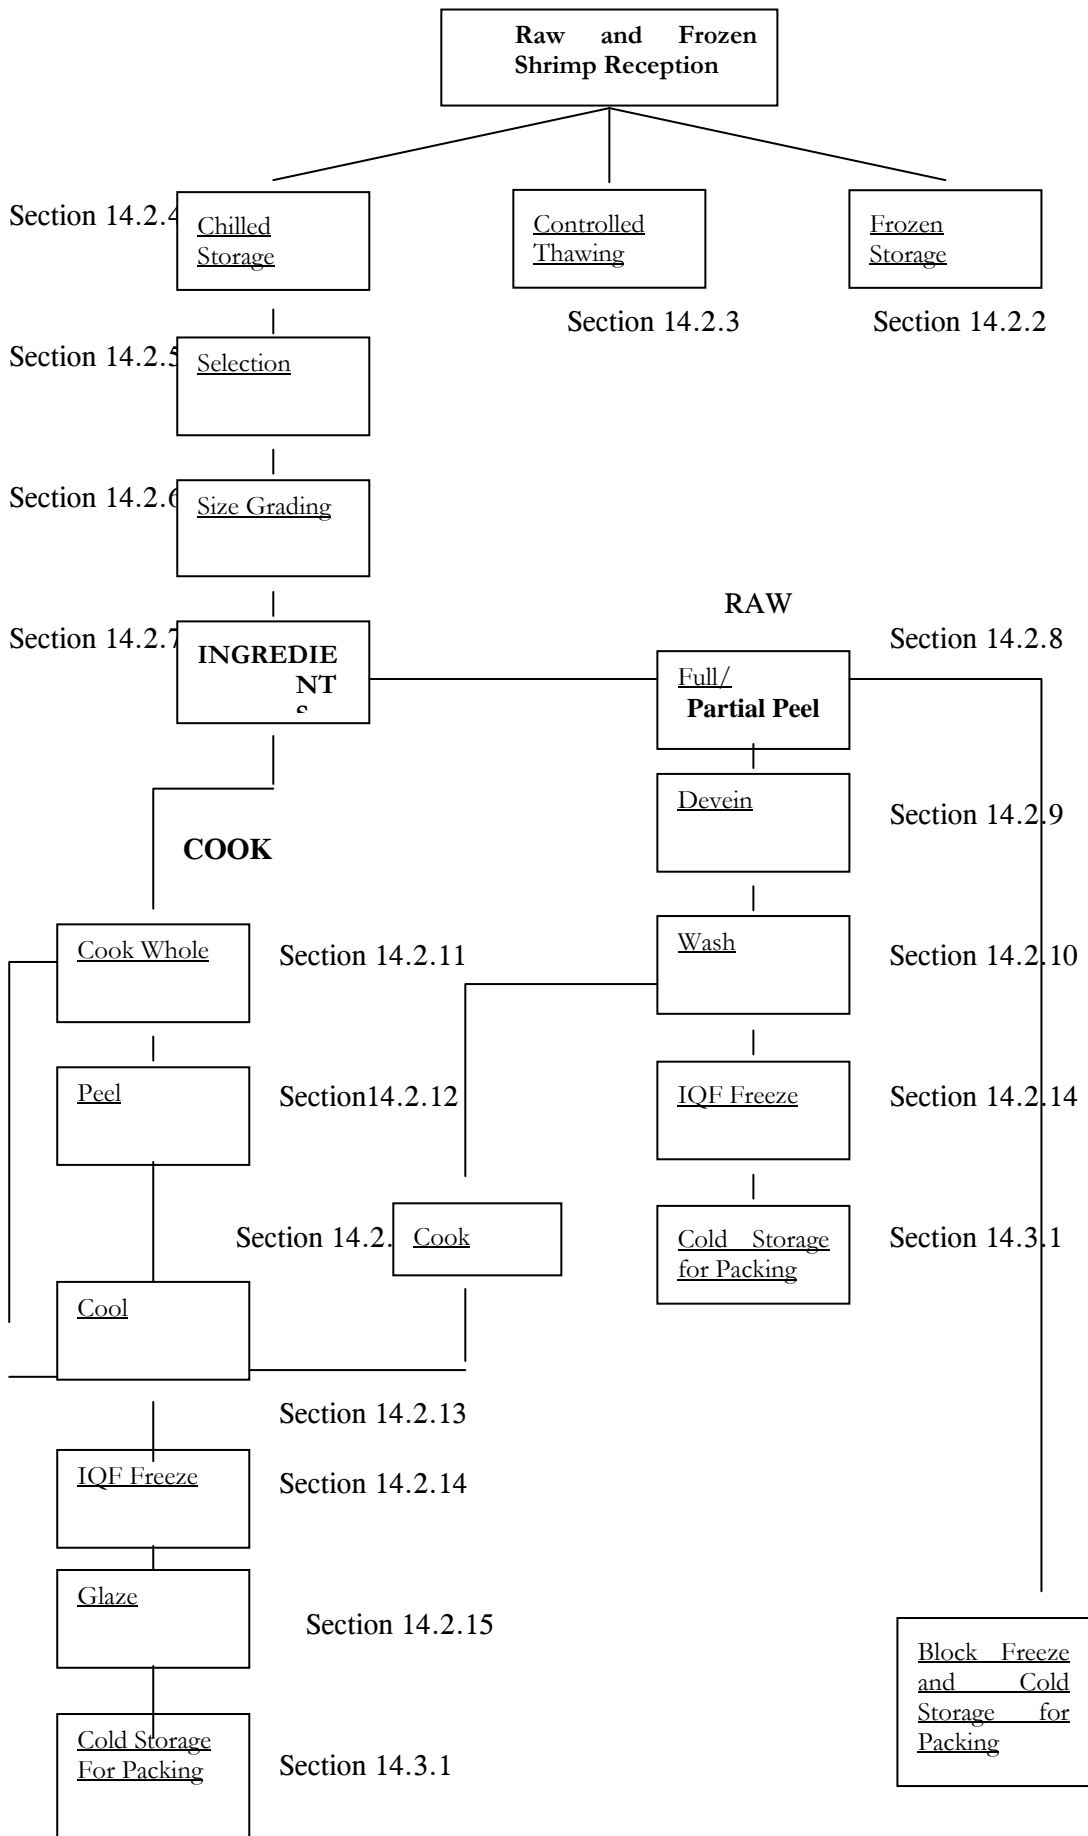 Raw and Frozen
Shrimp Reception
Section 14.2.4
Chilled
Storage
Controlled
Thawing
Frozen
Storage
Section 14.2.3
Section 14.2.2
Section 14.2.5
Selection
Section 14.2.6
Size Grading
RAW
Section 14.2.7
INGREDIE
NT
S
Section 14.2.8
Full/
Partial Peel
Devein
Section 14.2.9
COOK
Cook Whole
Section 14.2.11
Wash
Section 14.2.10
Peel
Section14.2.12
IQF Freeze
Section 14.2.14
Section 14.2.
Cook
Cold Storage
for Packing
Section 14.3.1
Cool
Section 14.2.13
IQF Freeze
Section 14.2.14
Glaze
Section 14.2.15
Block Freeze
and Cold
Storage for
Packing
Cold Storage
For Packing
Section 14.3.1